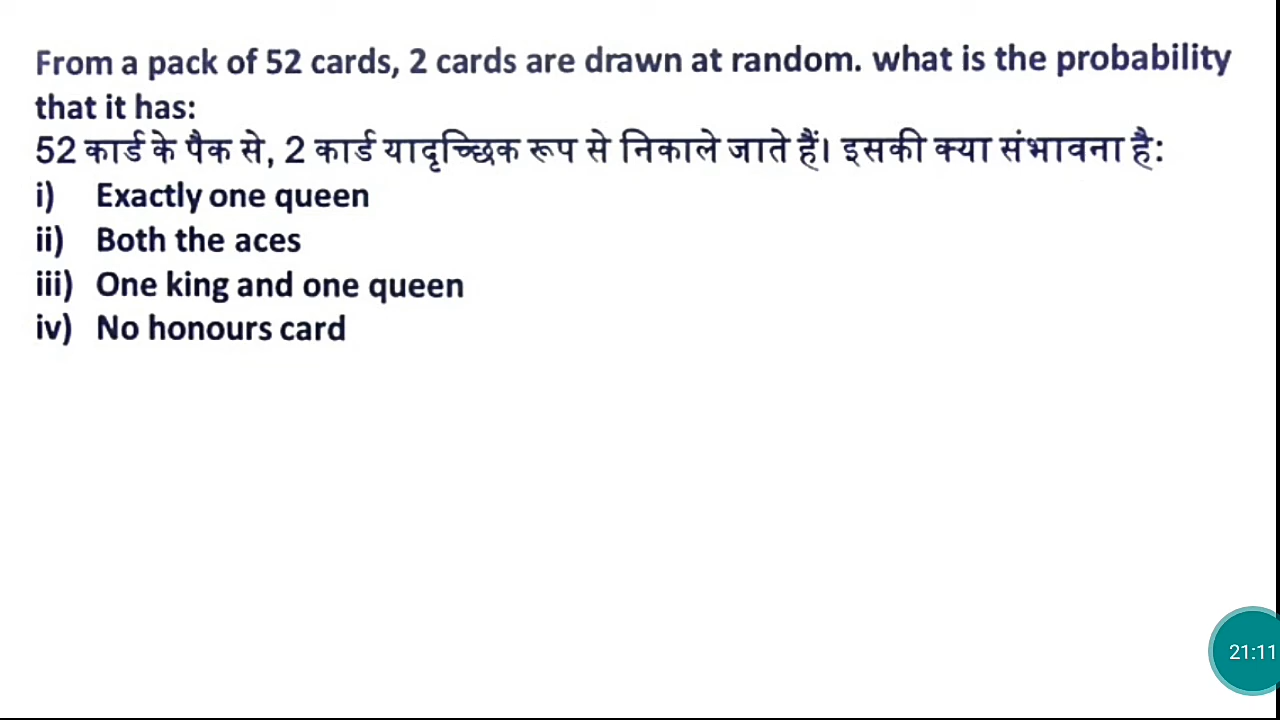 From a pack of 52 cards, 2 cards are drawn at random. what is the probability
that it has:
52 कार्ड के पैक से, 2 कार्ड यादृच्छिक रूप से निकाले जाते हैं। इसकी क्या संभावना है:
i) Exactly one queen
ii) Both the aces
iii) One king and one queen
iv) No honours card
21:11